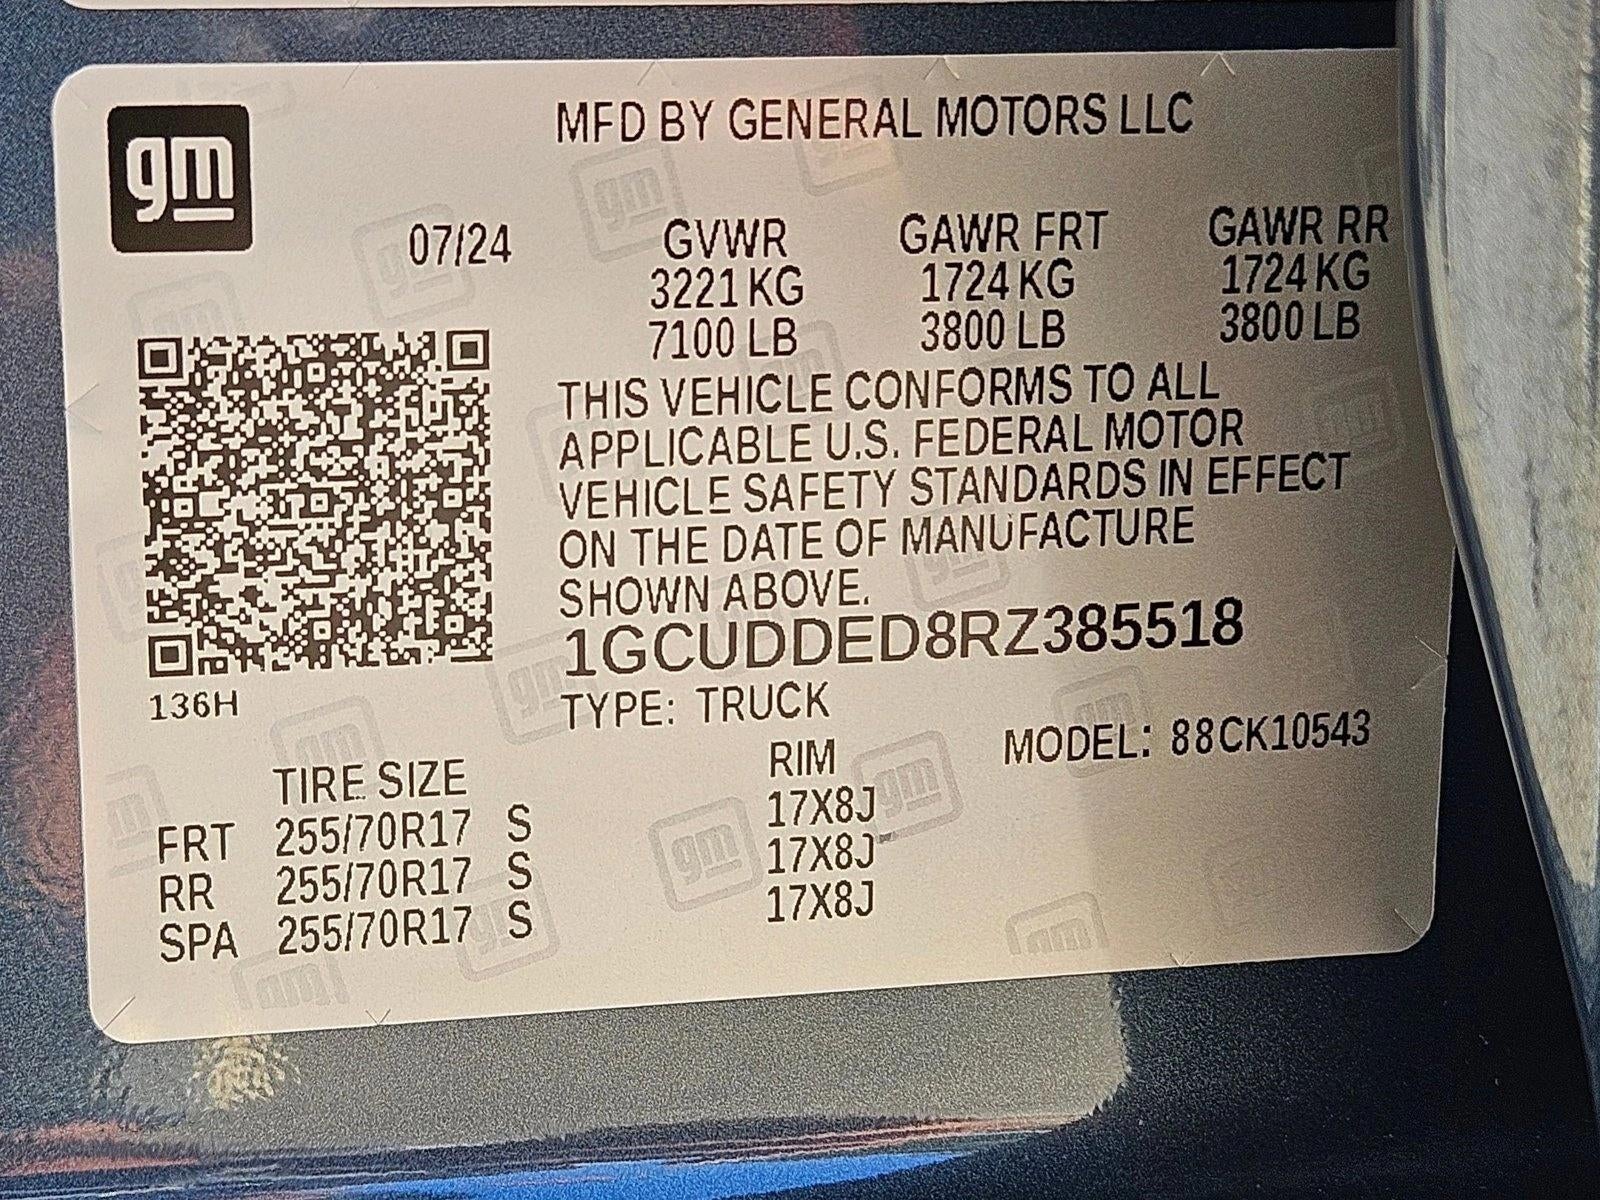 gm
MFD BY GENERAL MOTORS LLC
07/24 GVWR GAWR FRT GAWR RR
3221 KG 1724 KG 1724 KG
7100 LB 3800 LB 3800 LB
THIS VEHICLE CONFORMS TO ALL
APPLICABLE U.S. FEDERAL MOTOR
VEHICLE SAFETY STANDARDS IN EFFECT
ON THE DATE OF MANUFACTURE
SHOWN ABOVE.
1GCUDDED8RZ385518
136H
TYPE: TRUCK
TIRE SIZE RIM MODEL: 88CK10543
FRT 255/70R17 S 17X8J
RR 255/70R17 S 17X8J
SPA 255/70R17 S 17X8J